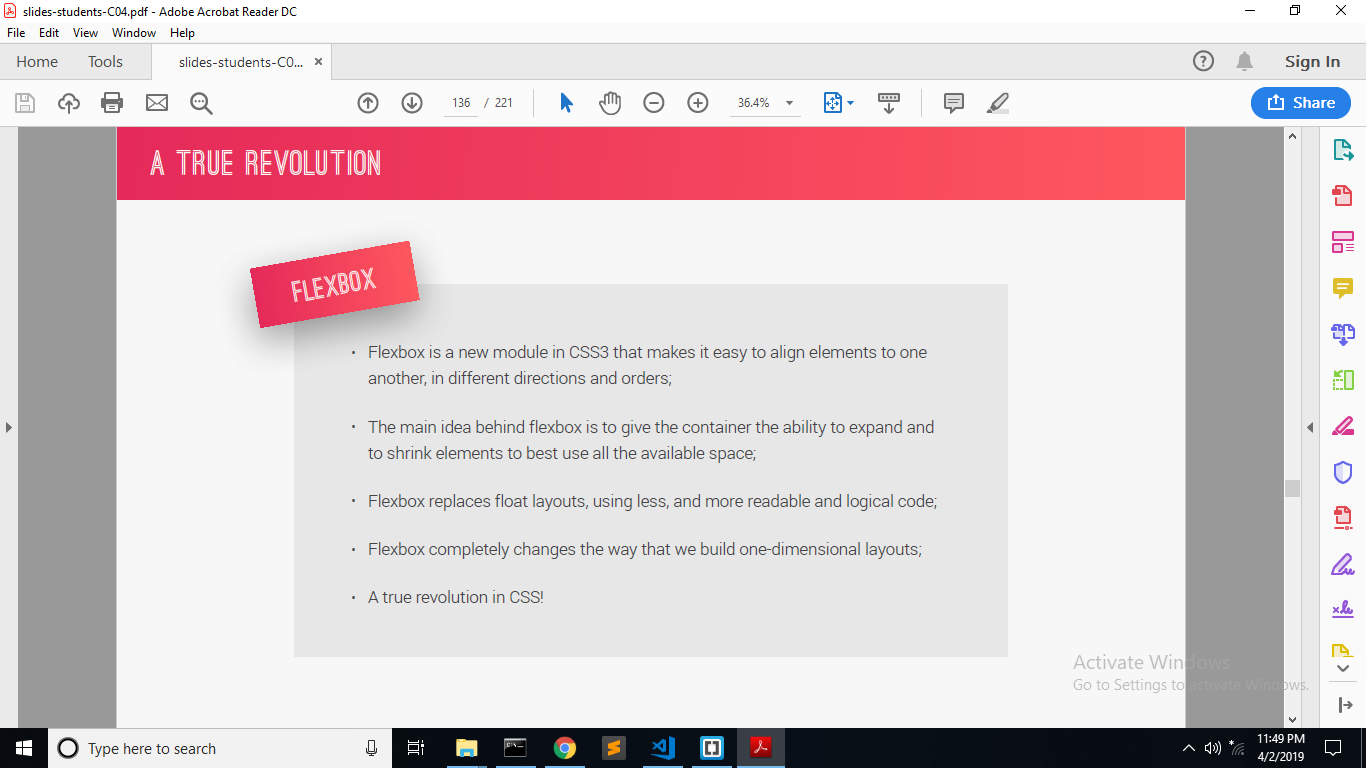 slides-students-C04.pdf - Adobe Acrobat Reader DC
File Edit View Window Help
Home Tools slides-students-C0... × Sign In
136 / 221 36.4% Share
A TRUE REVOLUTION
FLEXBOX
• Flexbox is a new module in CSS3 that makes it easy to align elements to one
another, in different directions and orders;
• The main idea behind flexbox is to give the container the ability to expand and
to shrink elements to best use all the available space;
• Flexbox replaces float layouts, using less, and more readable and logical code;
• Flexbox completely changes the way that we build one-dimensional layouts;
• A true revolution in CSS!
Activate Windows
Go to Settings to activate Windows.
Type here to search
11:49 PM
4/2/2019